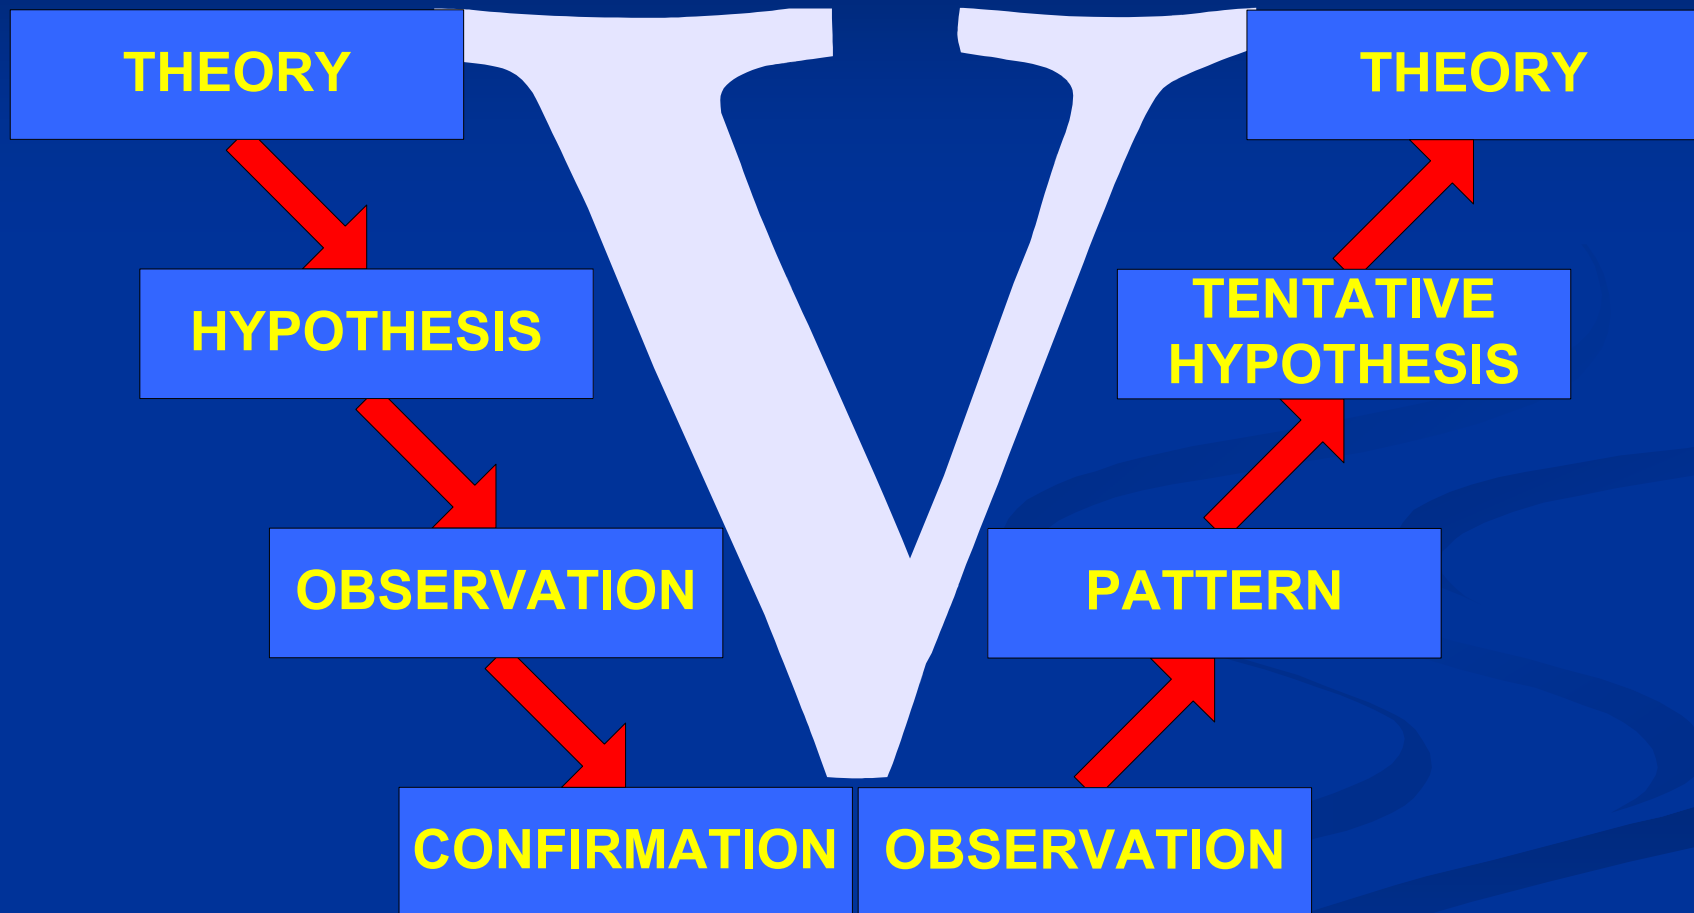 V
THEORY
THEORY
HYPOTHESIS
TENTATIVE
HYPOTHESIS
OBSERVATION
PATTERN
CONFIRMATION
OBSERVATION